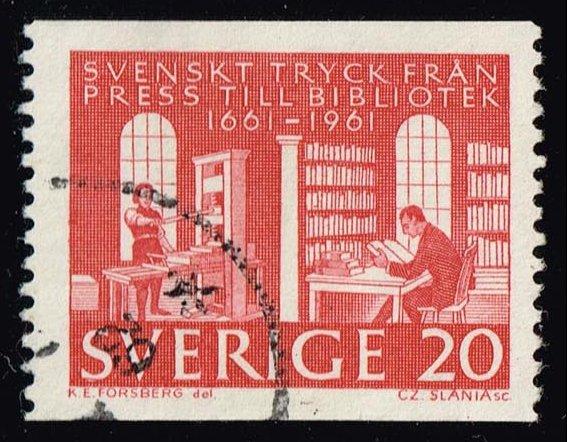 SVENSKT TRYCK FRÅN
PRESS TILL BIBLIOTEK
1661-1961
SVERIGE 20
K.E. FORSBERG del.
CZ. SLANIA sc.